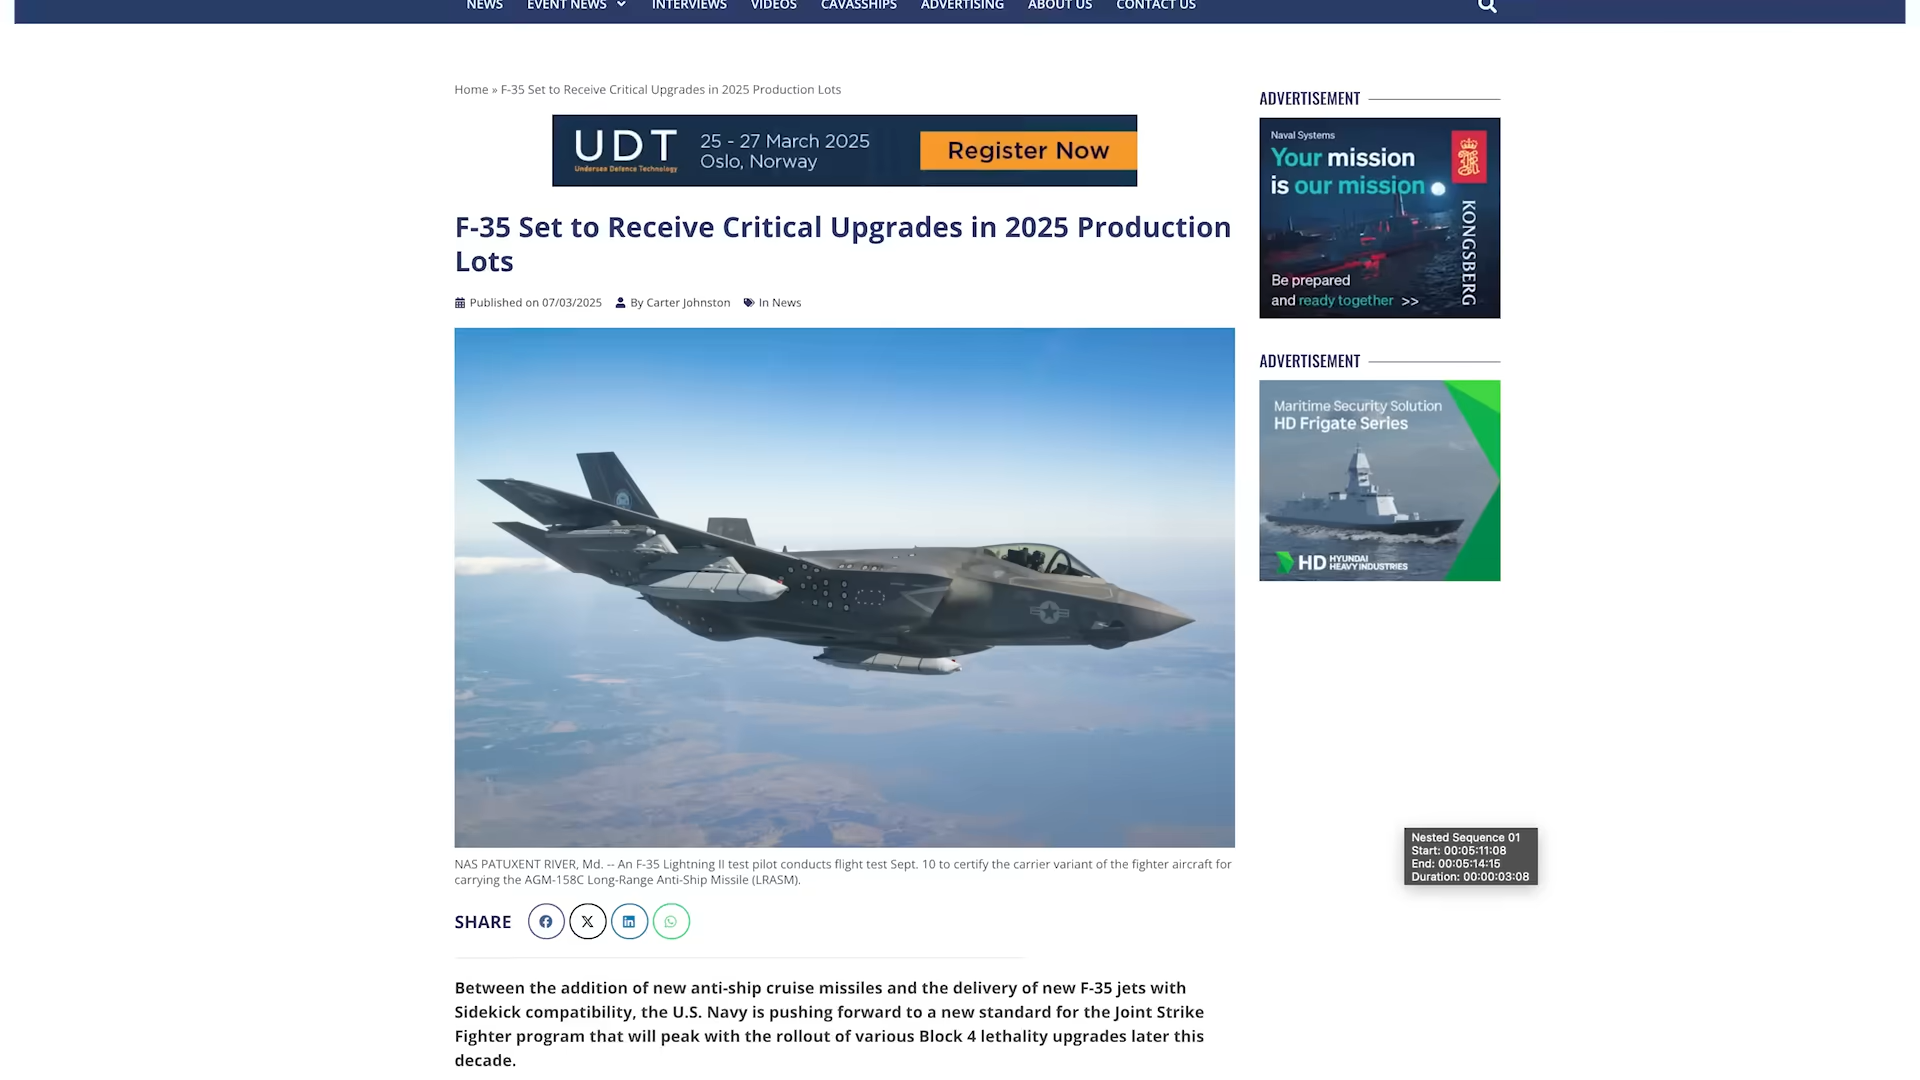 NEWS EVENT NEWS INTERVIEWS VIDEOS CAVASSHIPS ADVERTISING ABOUT US CONTACT US
Home » F-35 Set to Receive Critical Upgrades in 2025 Production Lots
UDT
Undersea Defence Technology
25 - 27 March 2025
Oslo, Norway
Register Now
F-35 Set to Receive Critical Upgrades in 2025 Production
Lots
Published on 07/03/2025 By Carter Johnston In News
NAS PATUXENT RIVER, Md. -- An F-35 Lightning II test pilot conducts flight test Sept. 10 to certify the carrier variant of the fighter aircraft for
carrying the AGM-158C Long-Range Anti-Ship Missile (LRASM).
SHARE
Between the addition of new anti-ship cruise missiles and the delivery of new F-35 jets with
Sidekick compatibility, the U.S. Navy is pushing forward to a new standard for the Joint Strike
Fighter program that will peak with the rollout of various Block 4 lethality upgrades later this
decade.
ADVERTISEMENT
Naval Systems
Your mission
is our mission
KONGSBERG
Be prepared
and ready together >>
ADVERTISEMENT
Maritime Security Solution
HD Frigate Series
HD HYUNDAI
HEAVY INDUSTRIES
Nested Sequence 01
Start: 00:05:11:08
End: 00:05:14:15
Duration: 00:00:03:08